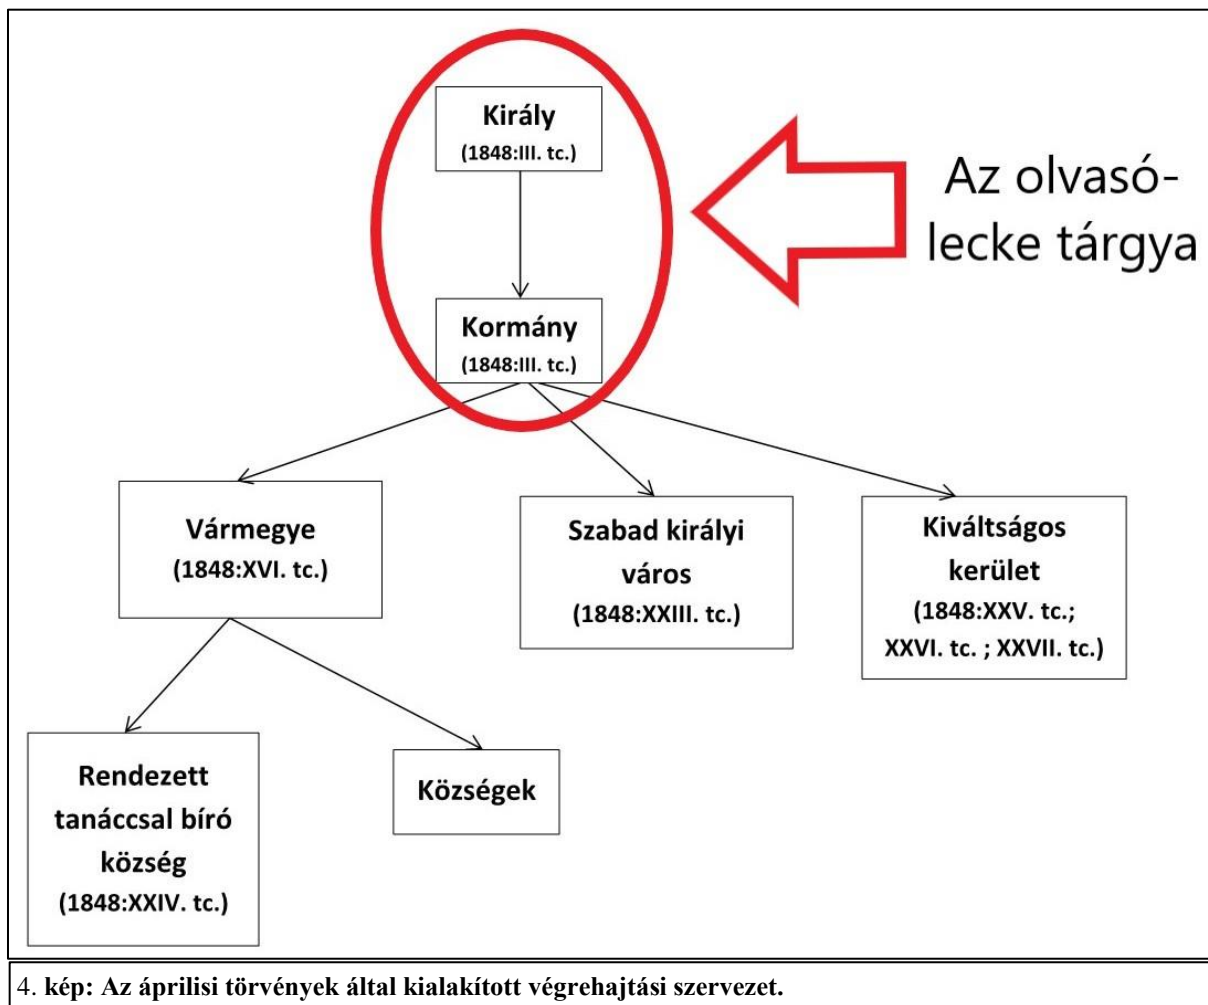 Király
(1848:III. tc.)
Az olvasó-
lecke tárgya
Kormány
(1848:III. tc.)
Vármegye
(1848:XVI. tc.)
Szabad királyi
város
(1848:XXIII. tc.)
Kiváltságos
kerület
(1848:XXV. tc.;
XXVI. tc. ; XXVII. tc.)
Rendezett
tanáccsal bíró
község
(1848:XXIV. tc.)
Községek
4. kép: Az áprilisi törvények által kialakított végrehajtási szervezet.